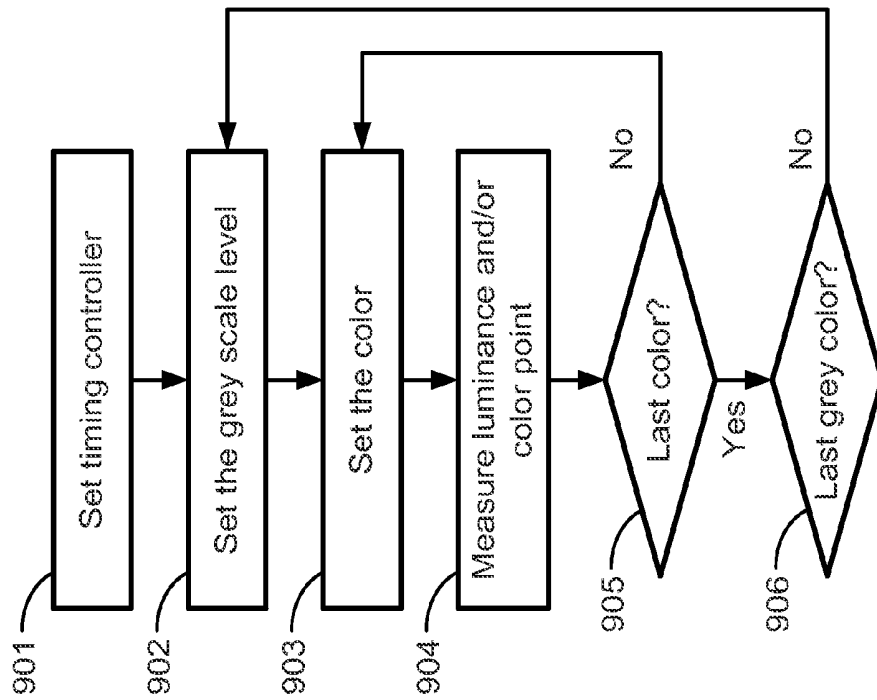 901
Set timing controller
902
Set the grey scale level
903
Set the color
904
Measure luminance and/or
color point
905
Last color?
No
Yes
906
Last grey color?
No